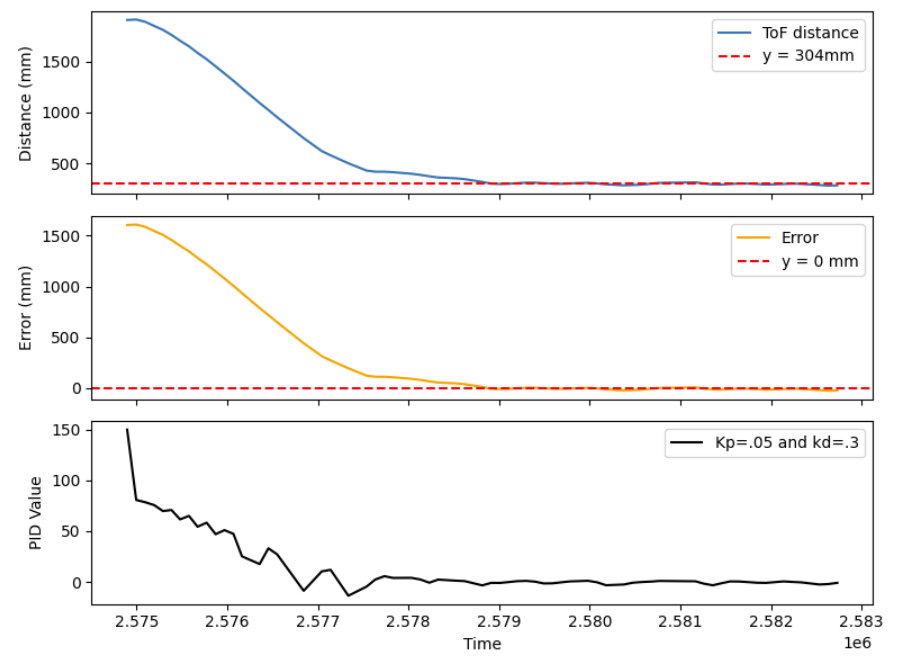 Distance (mm)
1500
1000
500
ToF distance
y = 304mm
Error (mm)
1500
1000
500
0
Error
y = 0 mm
PID Value
150
100
50
0
Kp=.05 and kd=.3
2.575 2.576 2.577 2.578 2.579 2.580 2.581 2.582 2.583
Time
1e6